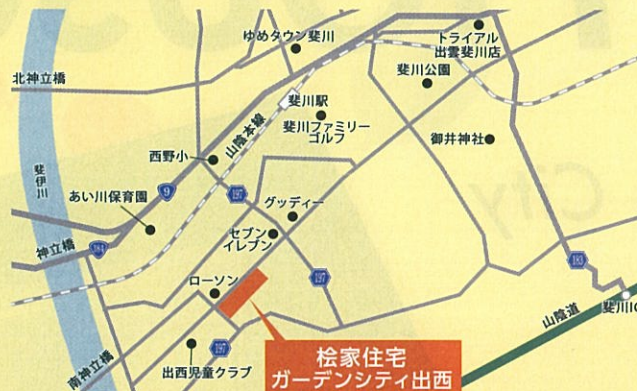 ゆめタウン斐川
トライアル
出雲斐川店
北神立橋
斐川公園
斐川駅
斐川ファミリー
ゴルフ
山陰本線
西野小
御井神社
斐伊川
9
197
あい川保育園
グッディー
City
神立橋
184
セブン
イレブン
197
183
ローソン
山陰道
斐川IC
南神立橋
197
出西児童クラブ
桧家住宅
ガーデンシティ出西